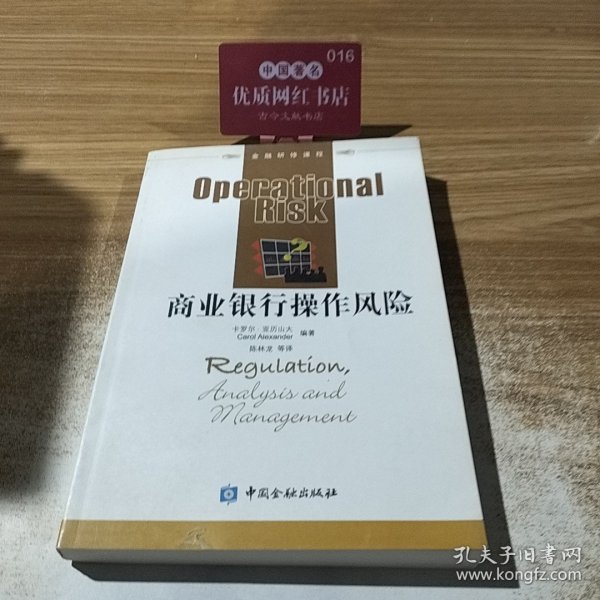 016
中国著名
优质网红书店
古今文献书店
金融研修课程
Operational
Risk
?
商业银行操作风险
卡罗尔 亚历山大
Carol Alexander
编著
陈林龙 等译
Regulation,
Analysis and
Management
中国金融出版社
孔夫子旧书网
www.kongfz.com